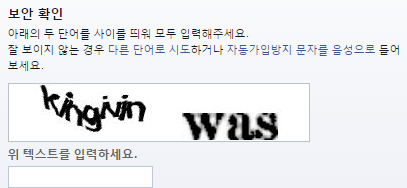 보안 확인
아래의 두 단어를 사이를 띄워 모두 입력해주세요.
잘 보이지 않는 경우 다른 단어로 시도하거나 자동가입방지 문자를 음성으로 들어
보세요.
was
위 텍스트를 입력하세요.